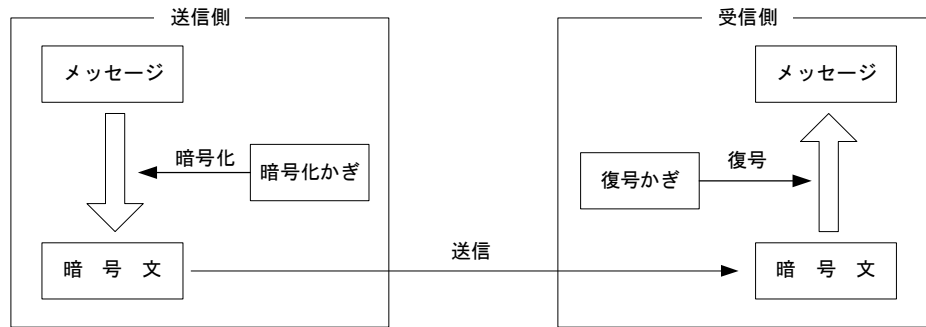 送信側
メッセージ
暗号化
暗号化かぎ
暗　号　文
送信
受信側
メッセージ
復号かぎ
復号
暗　号　文